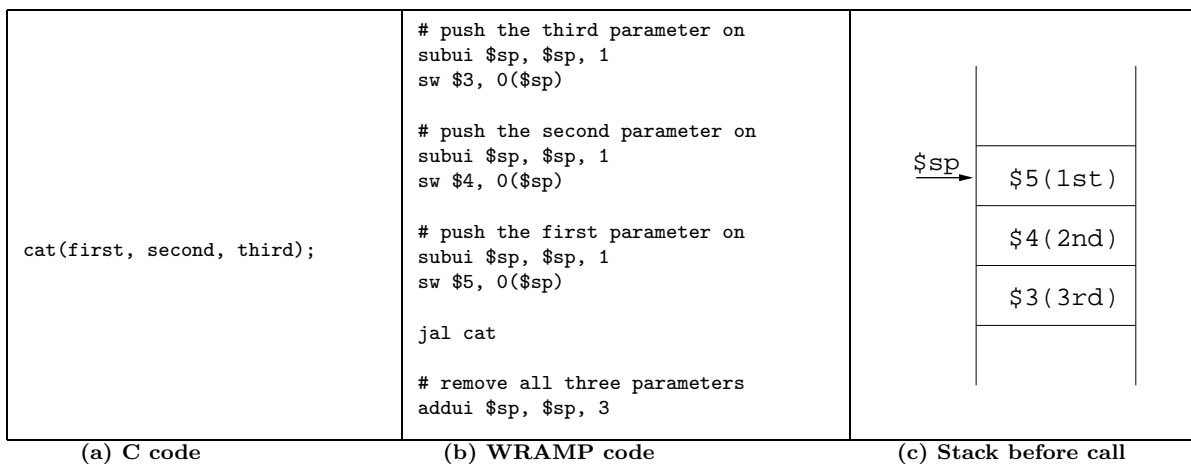 cat(first, second, third);
# push the third parameter on
subui $sp, $sp, 1
sw $3, 0($sp)
# push the second parameter on
subui $sp, $sp, 1
sw $4, 0($sp)
# push the first parameter on
subui $sp, $sp, 1
sw $5, 0($sp)
jal cat
# remove all three parameters
addui $sp, $sp, 3
$sp
$5(1st)
$4(2nd)
$3(3rd)
(a) C code
(b) WRAMP code
(c) Stack before call